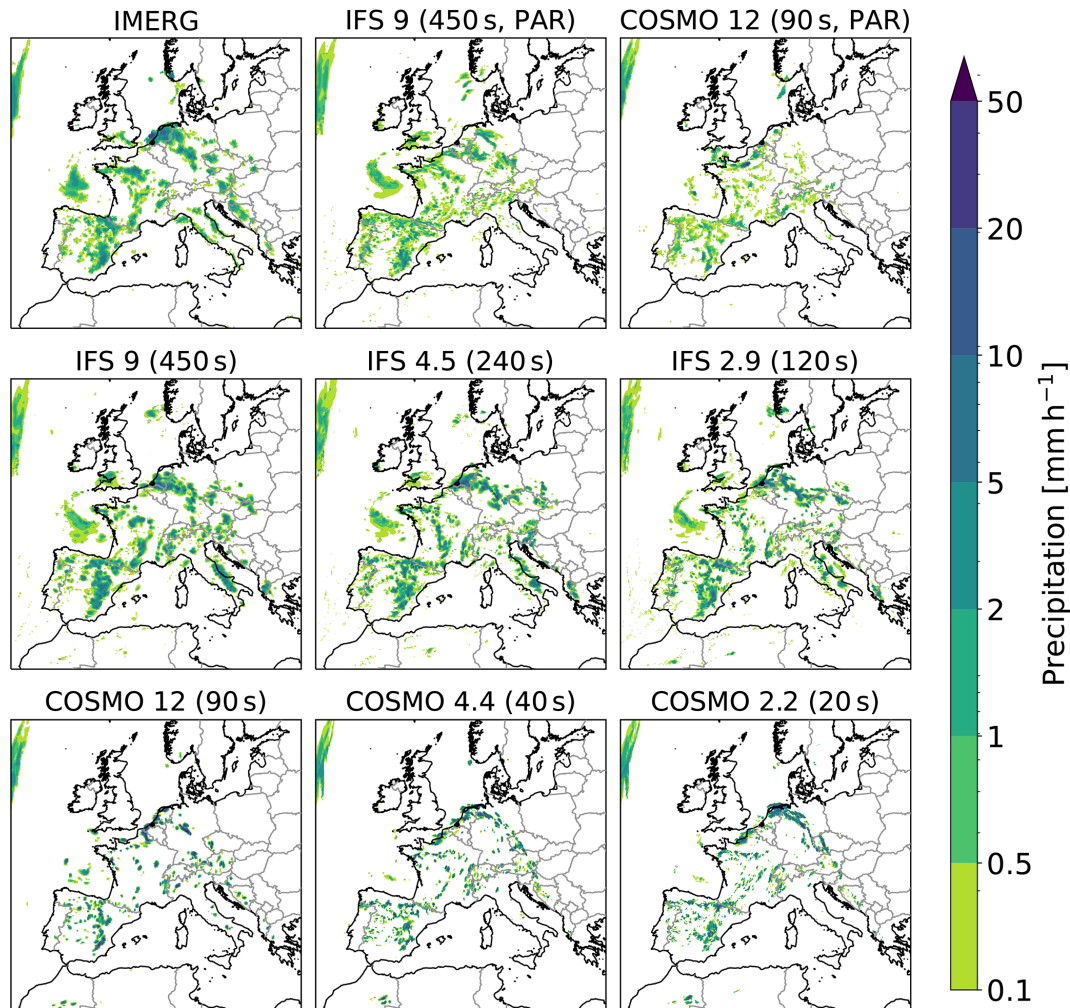 IMERG
IFS 9 (450 s, PAR)
COSMO 12 (90 s, PAR)
IFS 9 (450 s)
IFS 4.5 (240 s)
IFS 2.9 (120 s)
COSMO 12 (90 s)
COSMO 4.4 (40 s)
COSMO 2.2 (20 s)
50
20
10
5
2
1
0.5
0.1
Precipitation [mm h⁻¹]